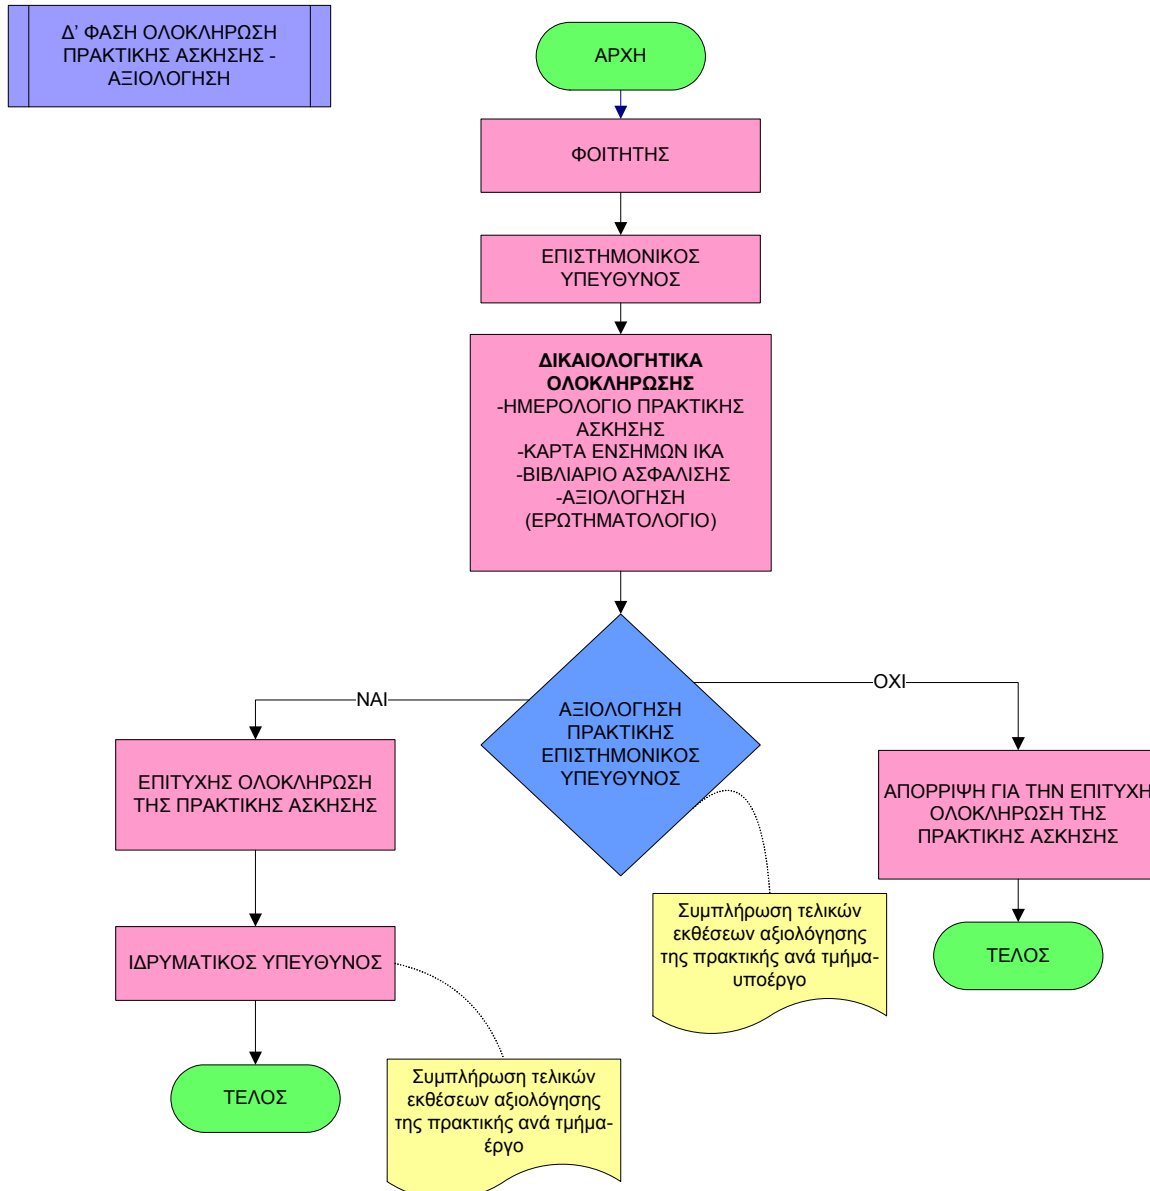 Δ' ΦΑΣΗ ΟΛΟΚΛΗΡΩΣΗ
ΠΡΑΚΤΙΚΗΣ ΑΣΚΗΣΗΣ -
ΑΞΙΟΛΟΓΗΣΗ
ΑΡΧΗ
ΦΟΙΤΗΤΗΣ
ΕΠΙΣΤΗΜΟΝΙΚΟΣ
ΥΠΕΥΘΥΝΟΣ
ΔΙΚΑΙΟΛΟΓΗΤΙΚΑ
ΟΛΟΚΛΗΡΩΣΗΣ
-ΗΜΕΡΟΛΟΓΙΟ ΠΡΑΚΤΙΚΗΣ
ΑΣΚΗΣΗΣ
-ΚΑΡΤΑ ΕΝΣΗΜΩΝ ΙΚΑ
-ΒΙΒΛΙΑΡΙΟ ΑΣΦΑΛΙΣΗΣ
-ΑΞΙΟΛΟΓΗΣΗ
(ΕΡΩΤΗΜΑΤΟΛΟΓΙΟ)
ΑΞΙΟΛΟΓΗΣΗ
ΠΡΑΚΤΙΚΗΣ
ΕΠΙΣΤΗΜΟΝΙΚΟΣ
ΥΠΕΥΘΥΝΟΣ
ΝΑΙ
ΟΧΙ
ΕΠΙΤΥΧΗΣ ΟΛΟΚΛΗΡΩΣΗ
ΤΗΣ ΠΡΑΚΤΙΚΗΣ ΑΣΚΗΣΗΣ
ΑΠΟΡΡΙΨΗ ΓΙΑ ΤΗΝ ΕΠΙΤΥΧΗ
ΟΛΟΚΛΗΡΩΣΗ ΤΗΣ
ΠΡΑΚΤΙΚΗΣ ΑΣΚΗΣΗΣ
ΙΔΡΥΜΑΤΙΚΟΣ ΥΠΕΥΘΥΝΟΣ
Συμπλήρωση τελικών
εκθέσεων αξιολόγησης
της πρακτικής ανά τμήμα-
υποέργο
ΤΕΛΟΣ
ΤΕΛΟΣ
Συμπλήρωση τελικών
εκθέσεων αξιολόγησης
της πρακτικής ανά τμήμα-
έργο